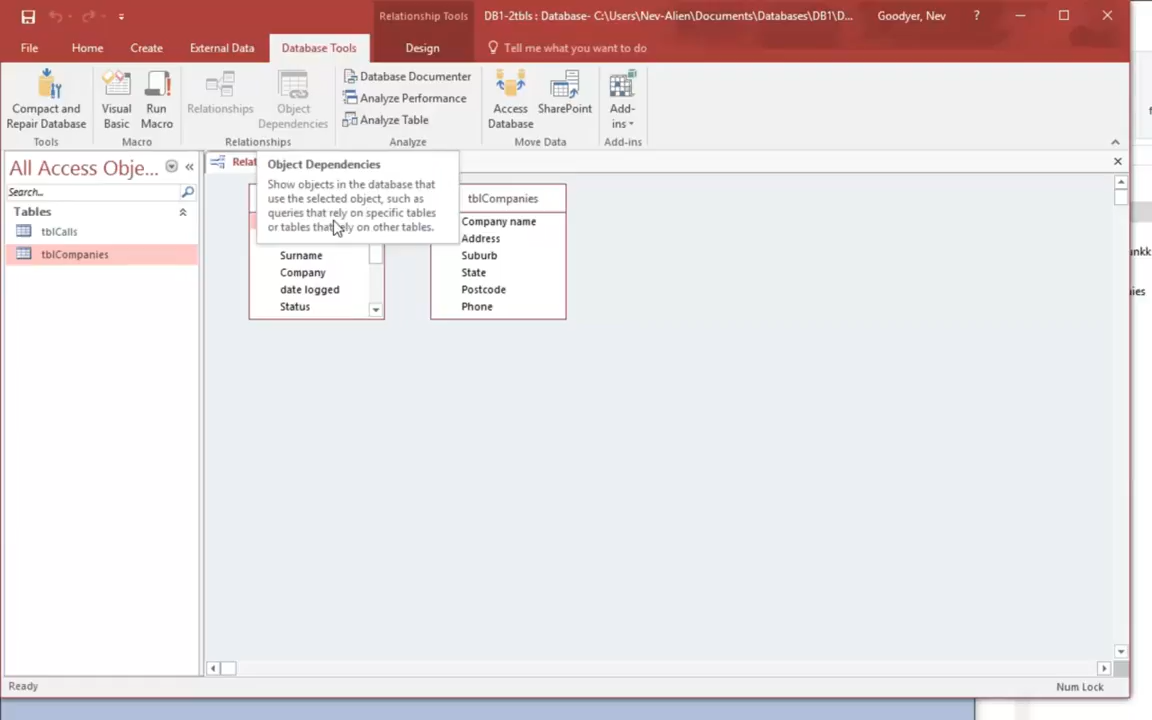 Relationship Tools
DB1-2tbls : Database- C:\Users\Nev-Alien\Documents\Databases\DB1\D...
Goodyer, Nev
?
File
Home
Create
External Data
Database Tools
Design
Tell me what you want to do
Compact and
Repair Database
Visual
Basic
Run
Macro
Relationships
Object
Dependencies
Database Documenter
Analyze Performance
Analyze Table
Access
Database
SharePoint
Add-
ins
Tools
Macro
Relationships
Analyze
Move Data
Add-ins
All Access Obje...
Search...
Tables
tblCalls
tblCompanies
Relat
Object Dependencies
Show objects in the database that
use the selected object, such as
queries that rely on specific tables
or tables that rely on other tables.
Surname
Company
date logged
Status
tblCompanies
Company name
Address
Suburb
State
Postcode
Phone
Ready
Num Lock